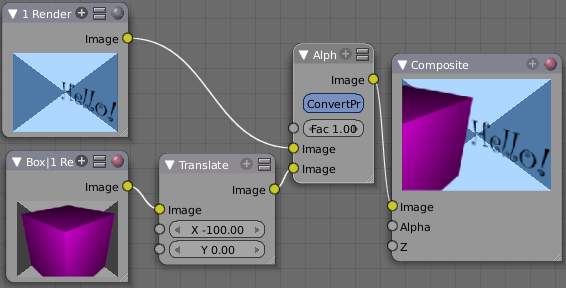 1 Render
Image
Hello!
Box|1 Re
Image
Translate
Image
Image
X -100.00
Y 0.00
Alph
Image
ConvertPr
Fac 1.00
Image
Image
Composite
Hello!
Image
Alpha
Z